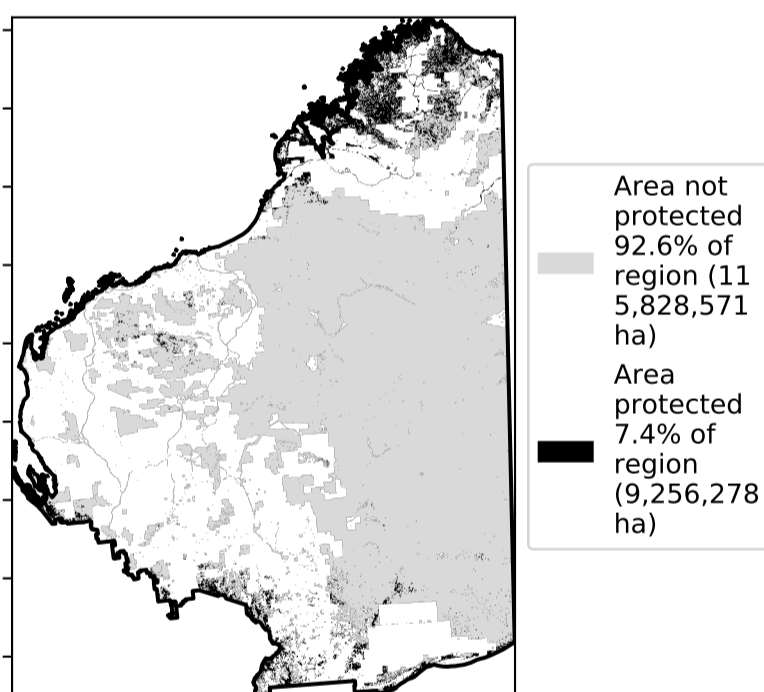 Area not
protected
92.6% of
region (11
5,828,571
ha)
Area
protected
7.4% of
region
(9,256,278
ha)